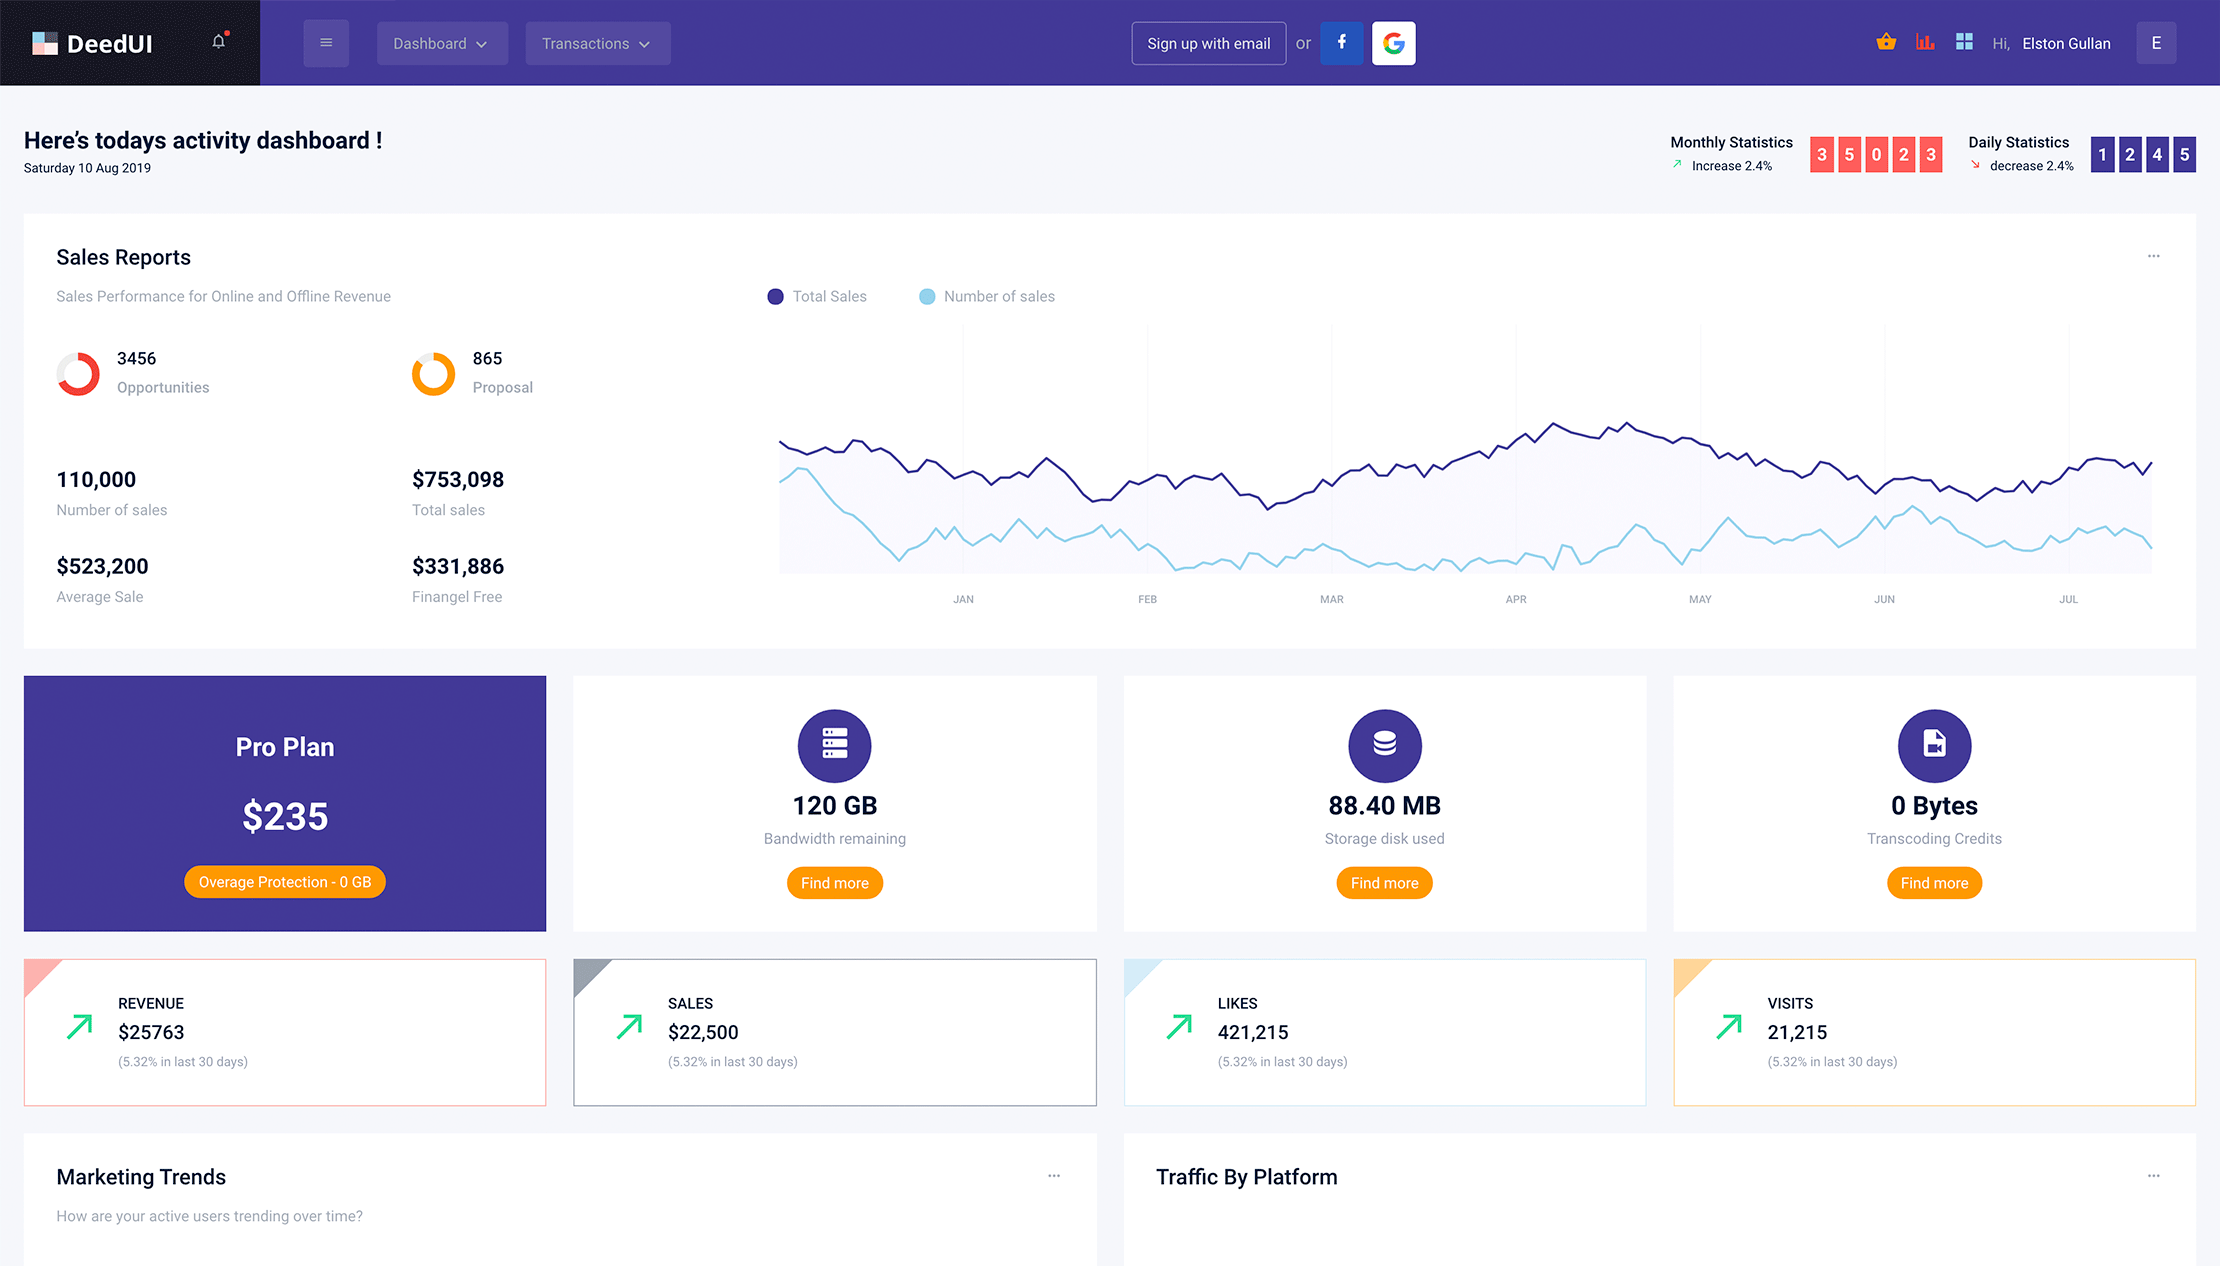 DeedUI
Dashboard
Transactions
Sign up with email
or
f
G
Hi, Elston Gullan
E
Here’s todays activity dashboard !
Saturday 10 Aug 2019
Monthly Statistics
Increase 2.4%
3 5 0 2 3
Daily Statistics
decrease 2.4%
1 2 4 5
Sales Reports
Sales Performance for Online and Offline Revenue
3456
Opportunities
865
Proposal
110,000
Number of sales
$753,098
Total sales
$523,200
Average Sale
$331,886
Finangel Free
Total Sales
Number of sales
JAN FEB MAR APR MAY JUN JUL
Pro Plan
$235
Overage Protection - 0 GB
120 GB
Bandwidth remaining
Find more
88.40 MB
Storage disk used
Find more
0 Bytes
Transcoding Credits
Find more
REVENUE
$25763
(5.32% in last 30 days)
SALES
$22,500
(5.32% in last 30 days)
LIKES
421,215
(5.32% in last 30 days)
VISITS
21,215
(5.32% in last 30 days)
Marketing Trends
How are your active users trending over time?
Traffic By Platform